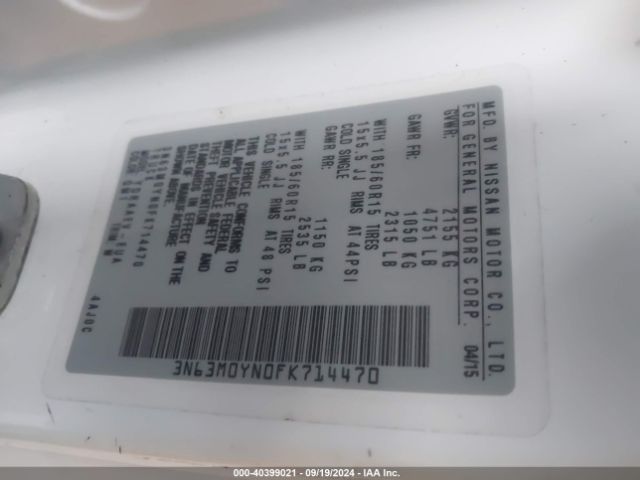 MFD. BY NISSAN MOTOR CO., LTD.
FOR GENERAL MOTORS CORP. 04/15
GVWR: 2155 KG
4751 LB
GAWR FR: 1050 KG
2315 LB
WITH 185/60R15 TIRES
15x5.5 JJ RIMS AT 44PSI
COLD SINGLE
GAWR RR: 1150 KG
2535 LB
WITH 185/60R15 TIRES
15x5.5 JJ RIMS AT 48 PSI
COLD SINGLE
THIS VEHICLE CONFORMS TO
ALL APPLICABLE FEDERAL
MOTOR VEHICLE SAFETY AND
THEFT PREVENTION
STANDARDS IN EFFECT ON THE
DATE OF MANUFACTURE
SHOWN ABOVE.
3N63M0YN0FK714470
4AJ0C
3N63M0YN0FK714470
000-40399021 - 09/19/2024 - IAA Inc.